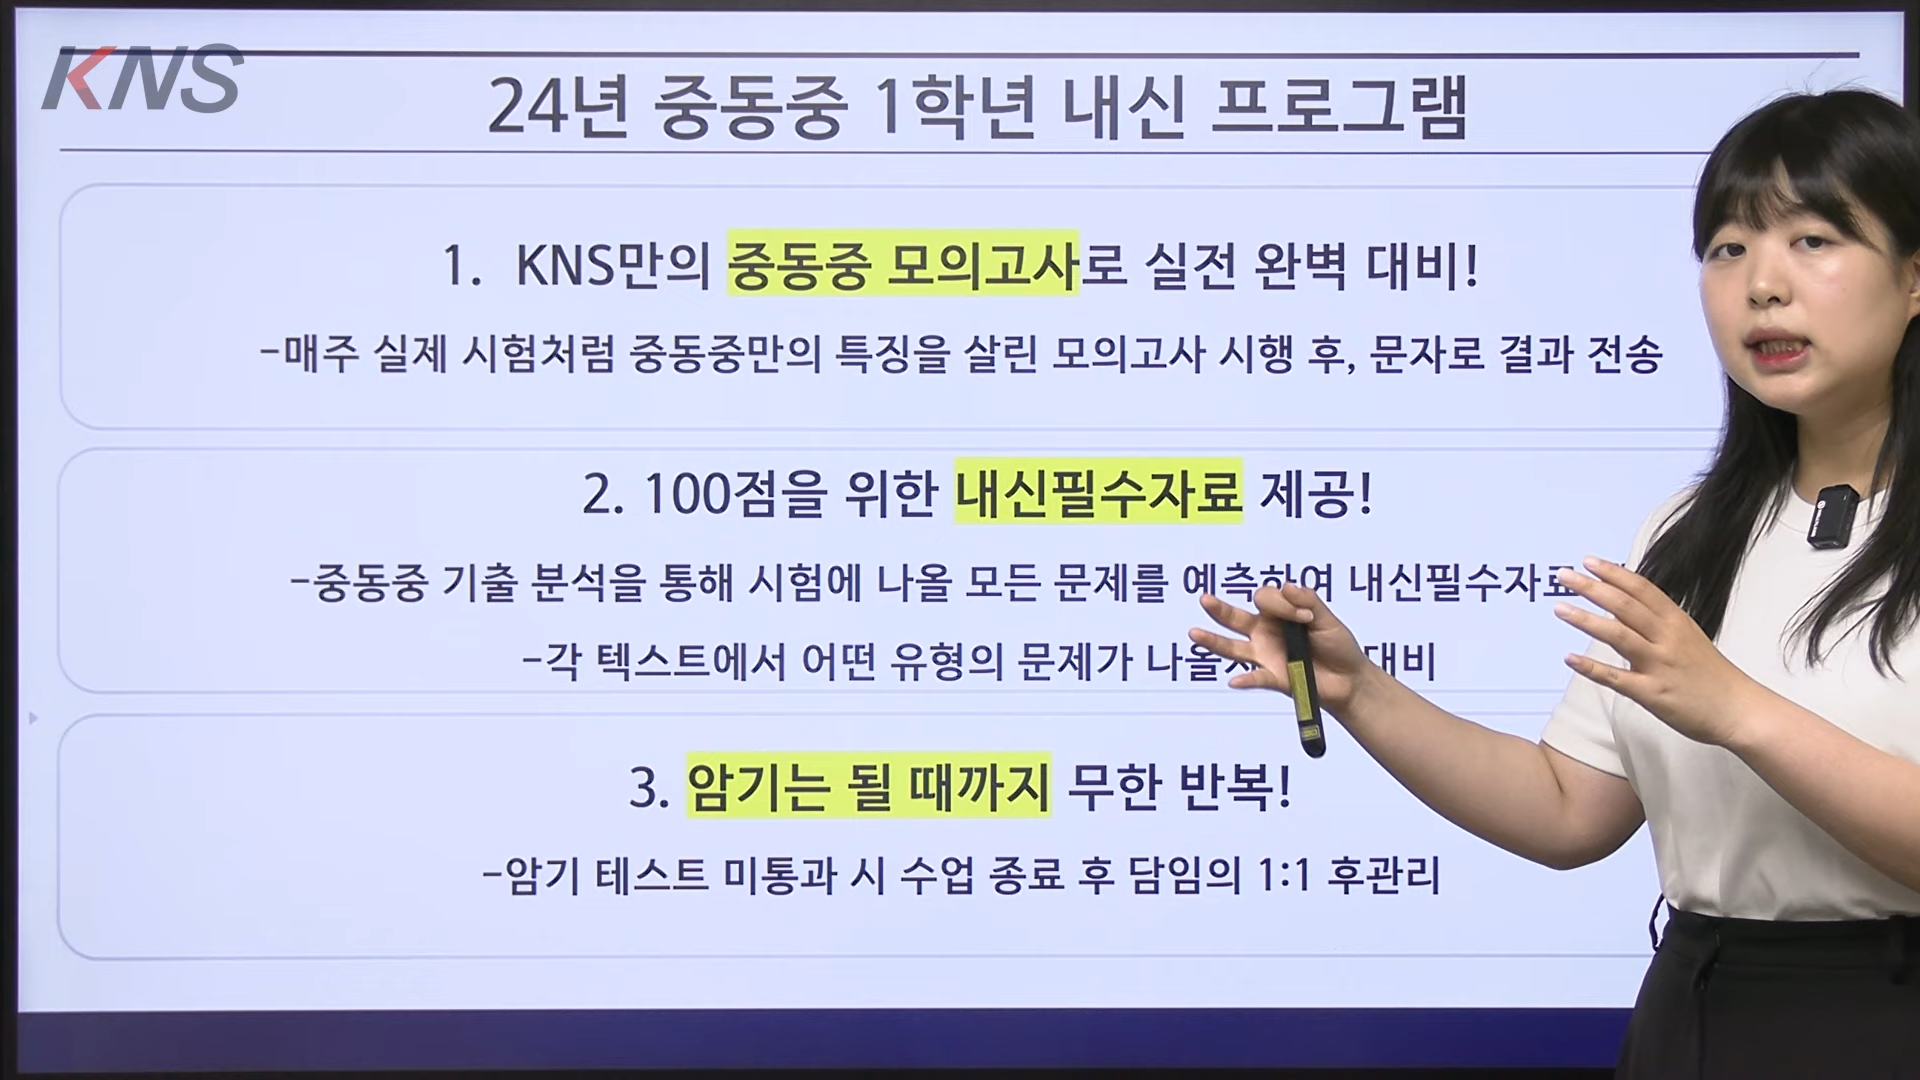 KNS
24년 중동중 1학년 내신 프로그램
1. KNS만의 중동중 모의고사로 실전 완벽 대비!
-매주 실제 시험처럼 중동중만의 특징을 살린 모의고사 시행 후, 문자로 결과 전송
2. 100점을 위한 내신필수자료 제공!
-중동중 기출 분석을 통해 시험에 나올 모든 문제를 예측하여 내신필수자료
-각 텍스트에서 어떤 유형의 문제가 나올지 대비
3. 암기는 될 때까지 무한 반복!
-암기 테스트 미통과 시 수업 종료 후 담임의 1:1 후관리